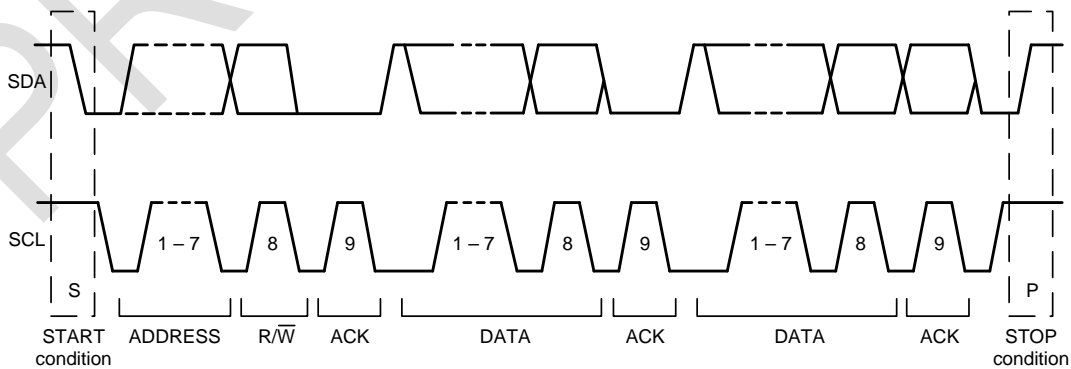 SDA
SCL
1 – 7 8 9 1 – 7 8 9 1 – 7 8 9
S P
START condition ADDRESS R/W̅ ACK DATA ACK DATA ACK STOP condition